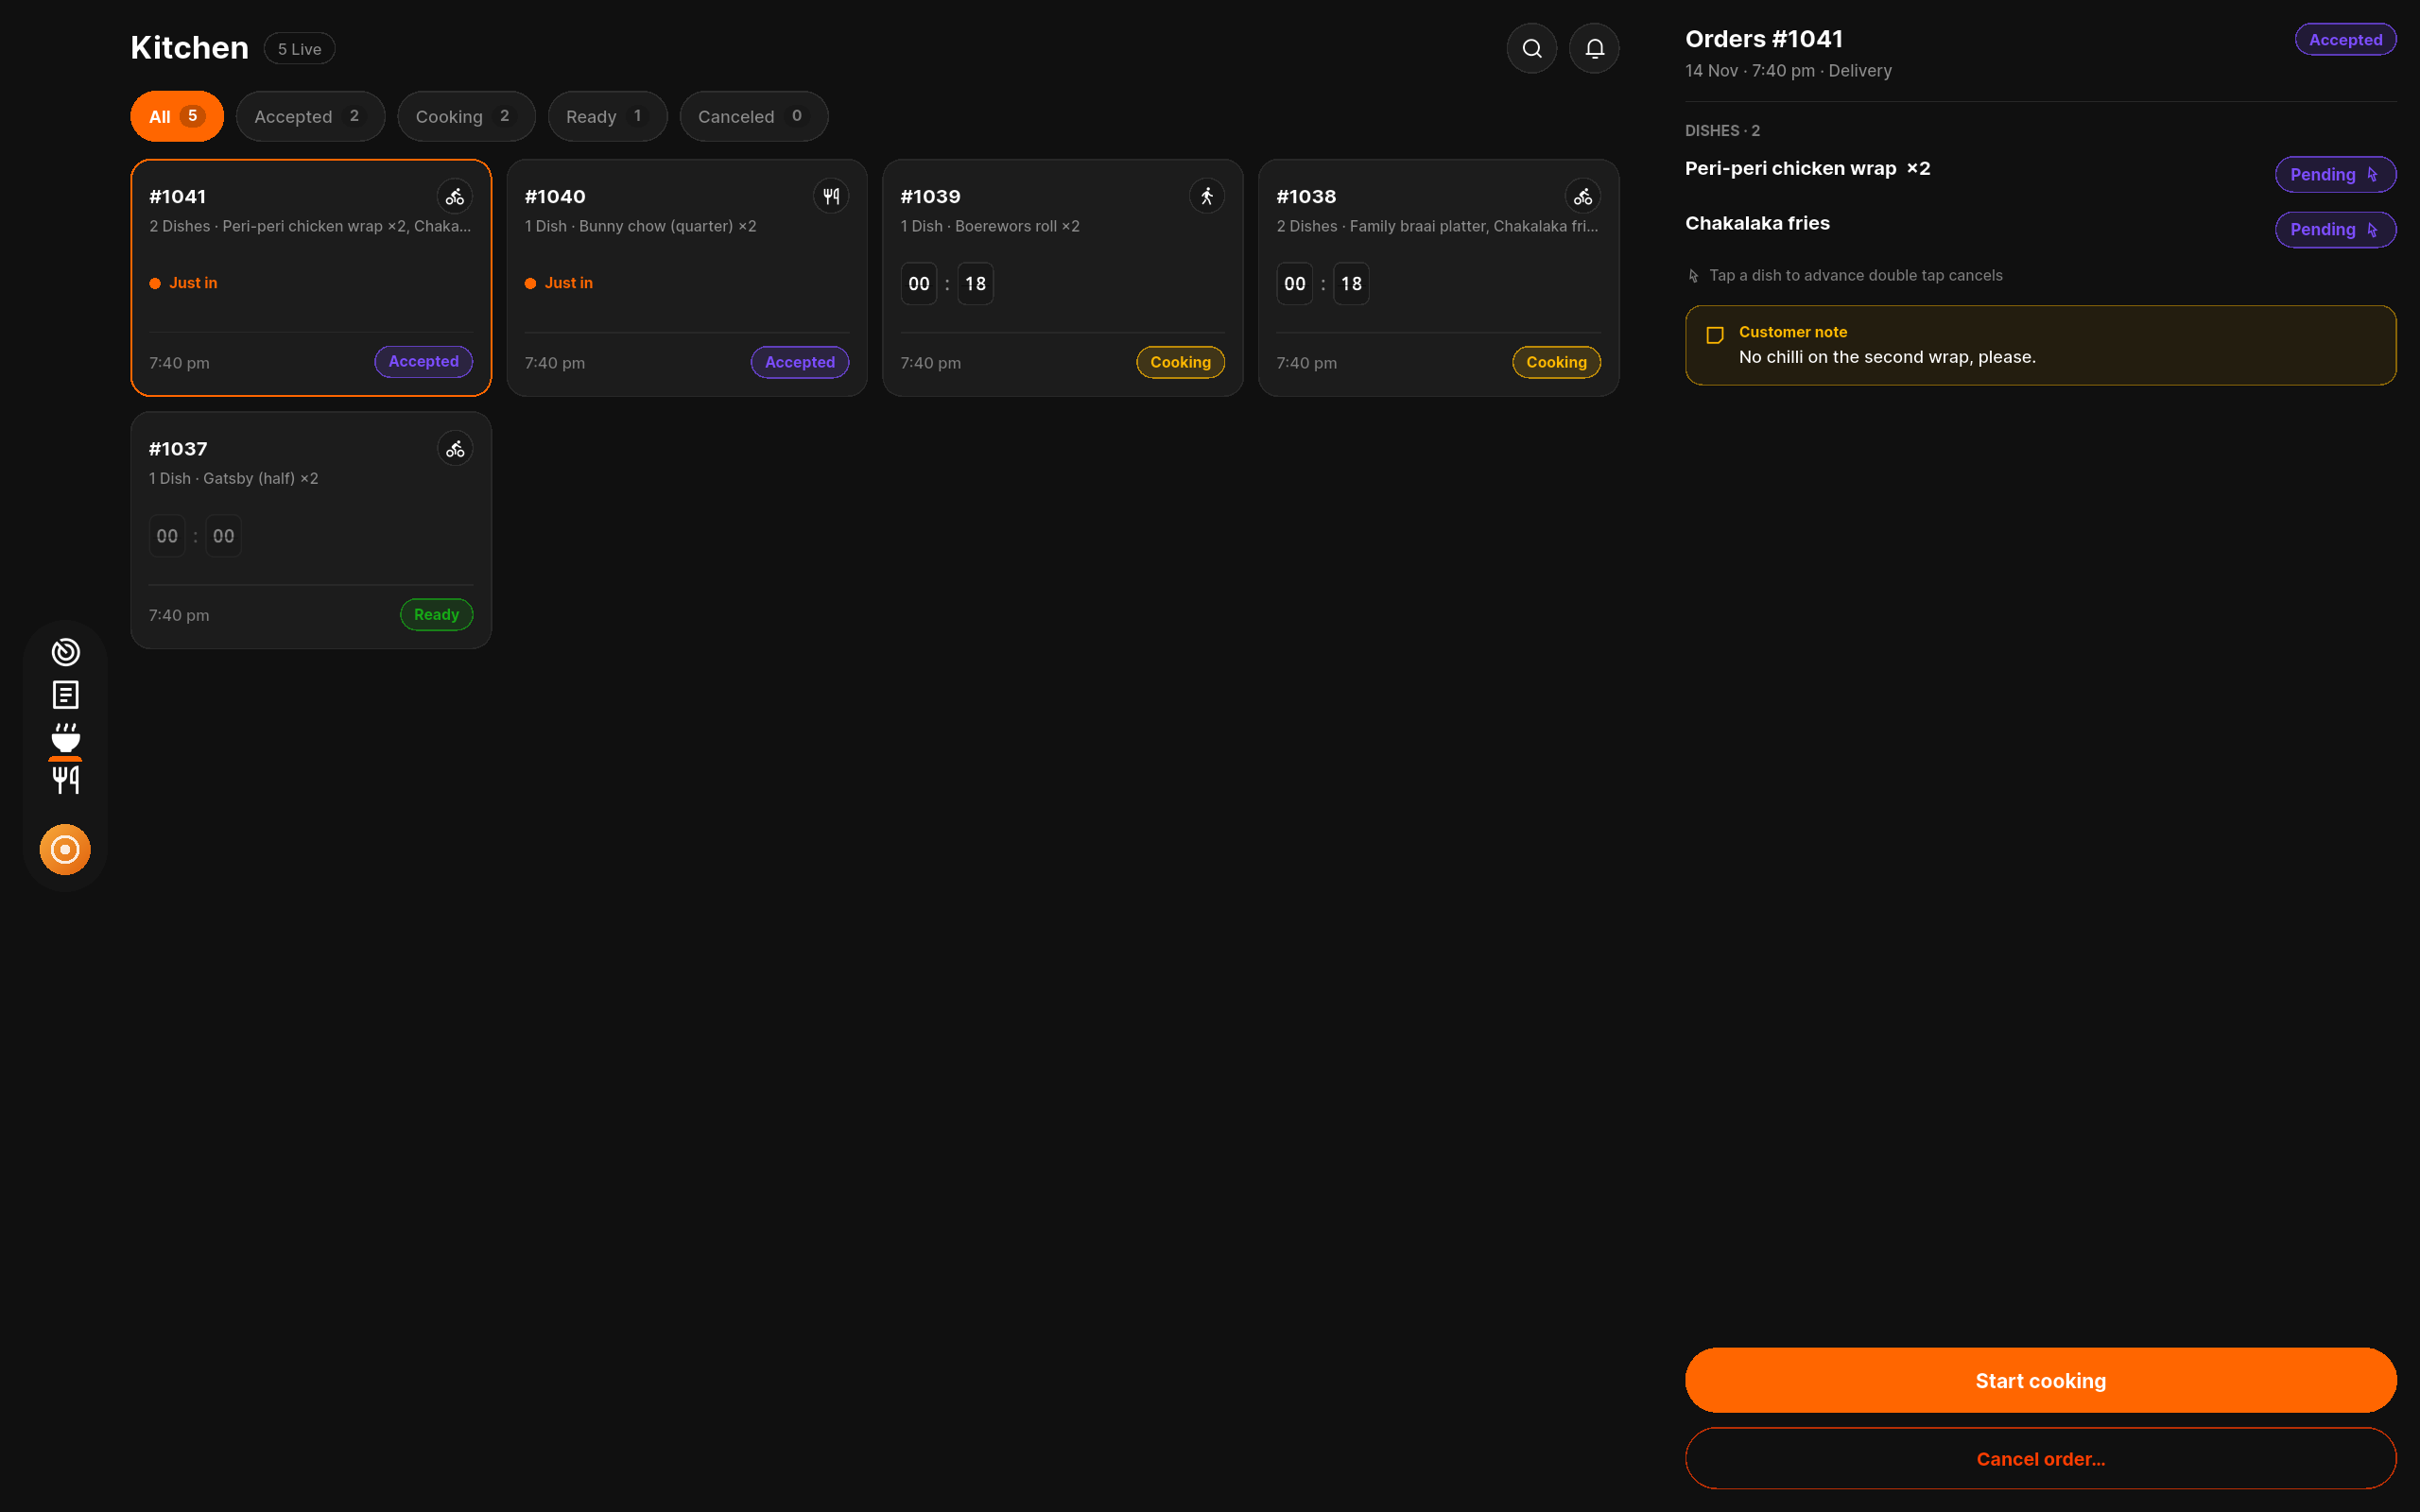 Kitchen
5 Live
All 5
Accepted 2
Cooking 2
Ready 1
Canceled 0
#1041
2 Dishes · Peri-peri chicken wrap ×2, Chaka...
Just in
7:40 pm
Accepted
#1040
1 Dish · Bunny chow (quarter) ×2
Just in
7:40 pm
Accepted
#1039
1 Dish · Boerewors roll ×2
00 : 18
7:40 pm
Cooking
#1038
2 Dishes · Family braai platter, Chakalaka fri...
00 : 18
7:40 pm
Cooking
#1037
1 Dish · Gatsby (half) ×2
00 : 00
7:40 pm
Ready
Orders #1041
Accepted
14 Nov · 7:40 pm · Delivery
DISHES · 2
Peri-peri chicken wrap ×2
Pending
Chakalaka fries
Pending
Tap a dish to advance double tap cancels
Customer note
No chilli on the second wrap, please.
Start cooking
Cancel order...